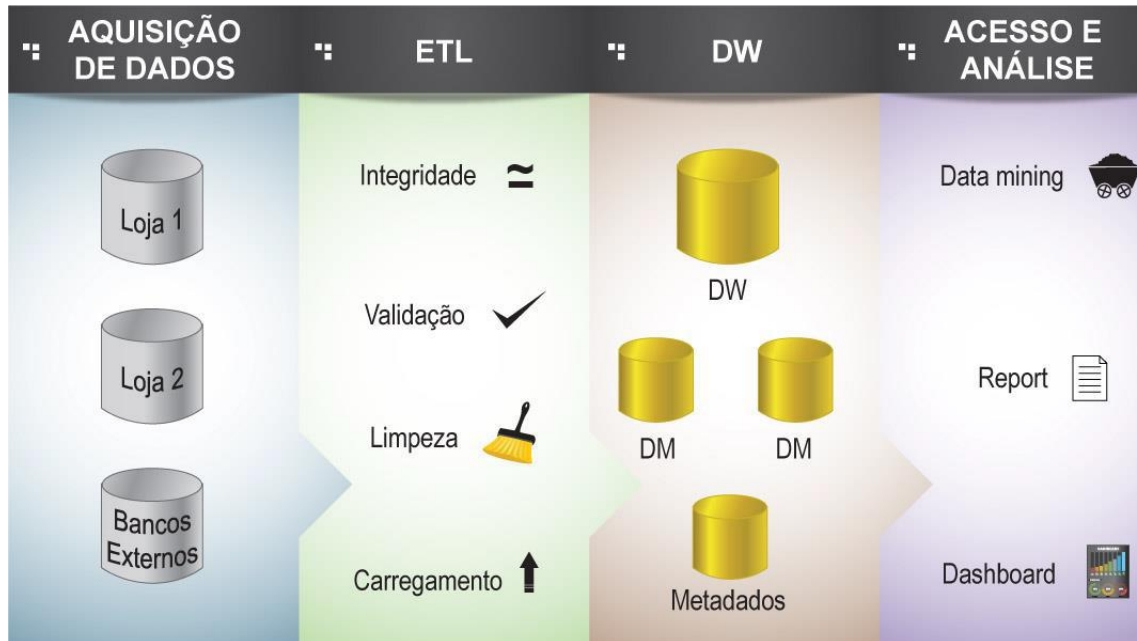 AQUISIÇÃO
DE DADOS
ETL
DW
ACESSO E
ANÁLISE
Loja 1
Loja 2
Bancos
Externos
Integridade
Validação
Limpeza
Carregamento
DW
DM
DM
Metadados
Data mining
Report
Dashboard